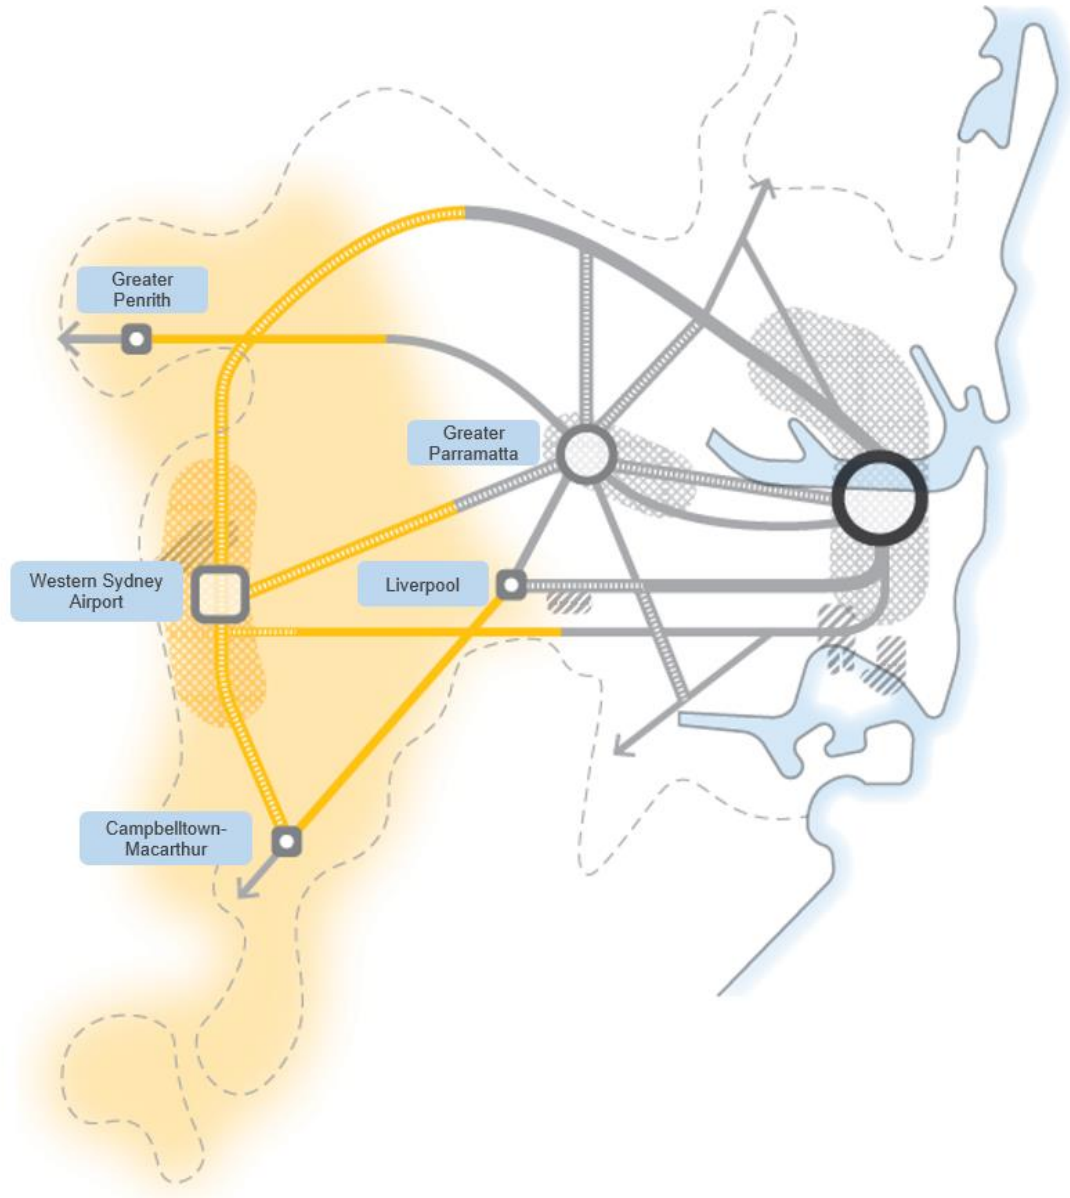 Greater
Penrith
Greater
Parramatta
Western Sydney
Airport
Liverpool
Campbelltown-
Macarthur